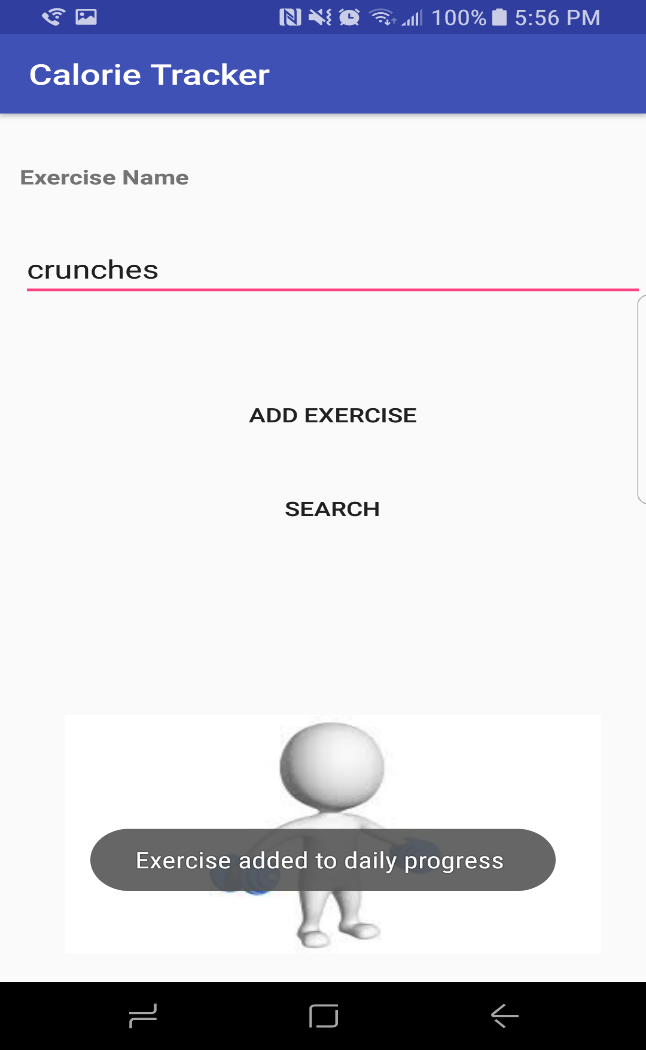 100% 5:56 PM
Calorie Tracker
Exercise Name
crunches
ADD EXERCISE
SEARCH
Exercise added to daily progress